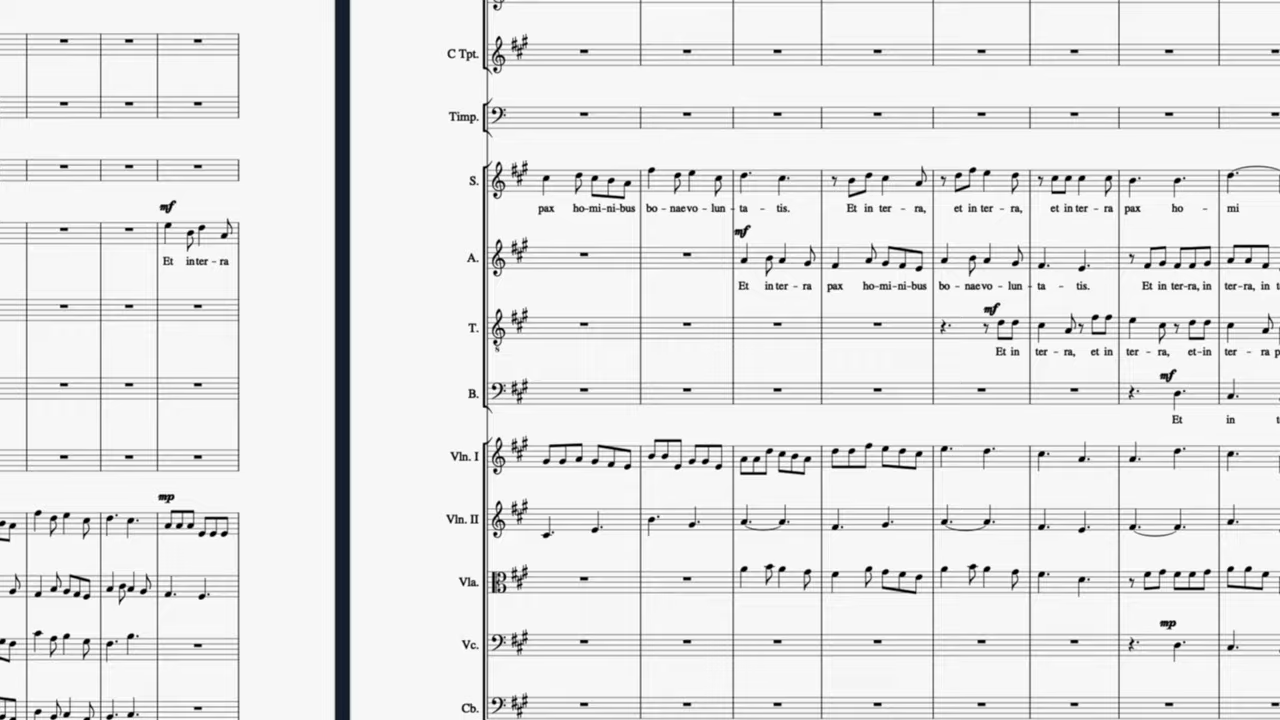 mf
Et in ter – ra
mp
C Tpt.
Timp.
S.
pax ho–mi–ni–bus bo – nae vo – lun – ta – tis. Et in ter – ra, et in ter – ra, et in ter – ra pax ho – mi
mf
A.
Et in ter – ra pax ho–mi–ni–bus bo – nae vo – lun – ta – tis. Et in ter–ra, in ter–ra, in
mf
T.
Et in ter – ra, et in ter – ra, et–in ter – ra
mf
B.
Et in
Vln. I
Vln. II
Vla.
mp
Vc.
Cb.